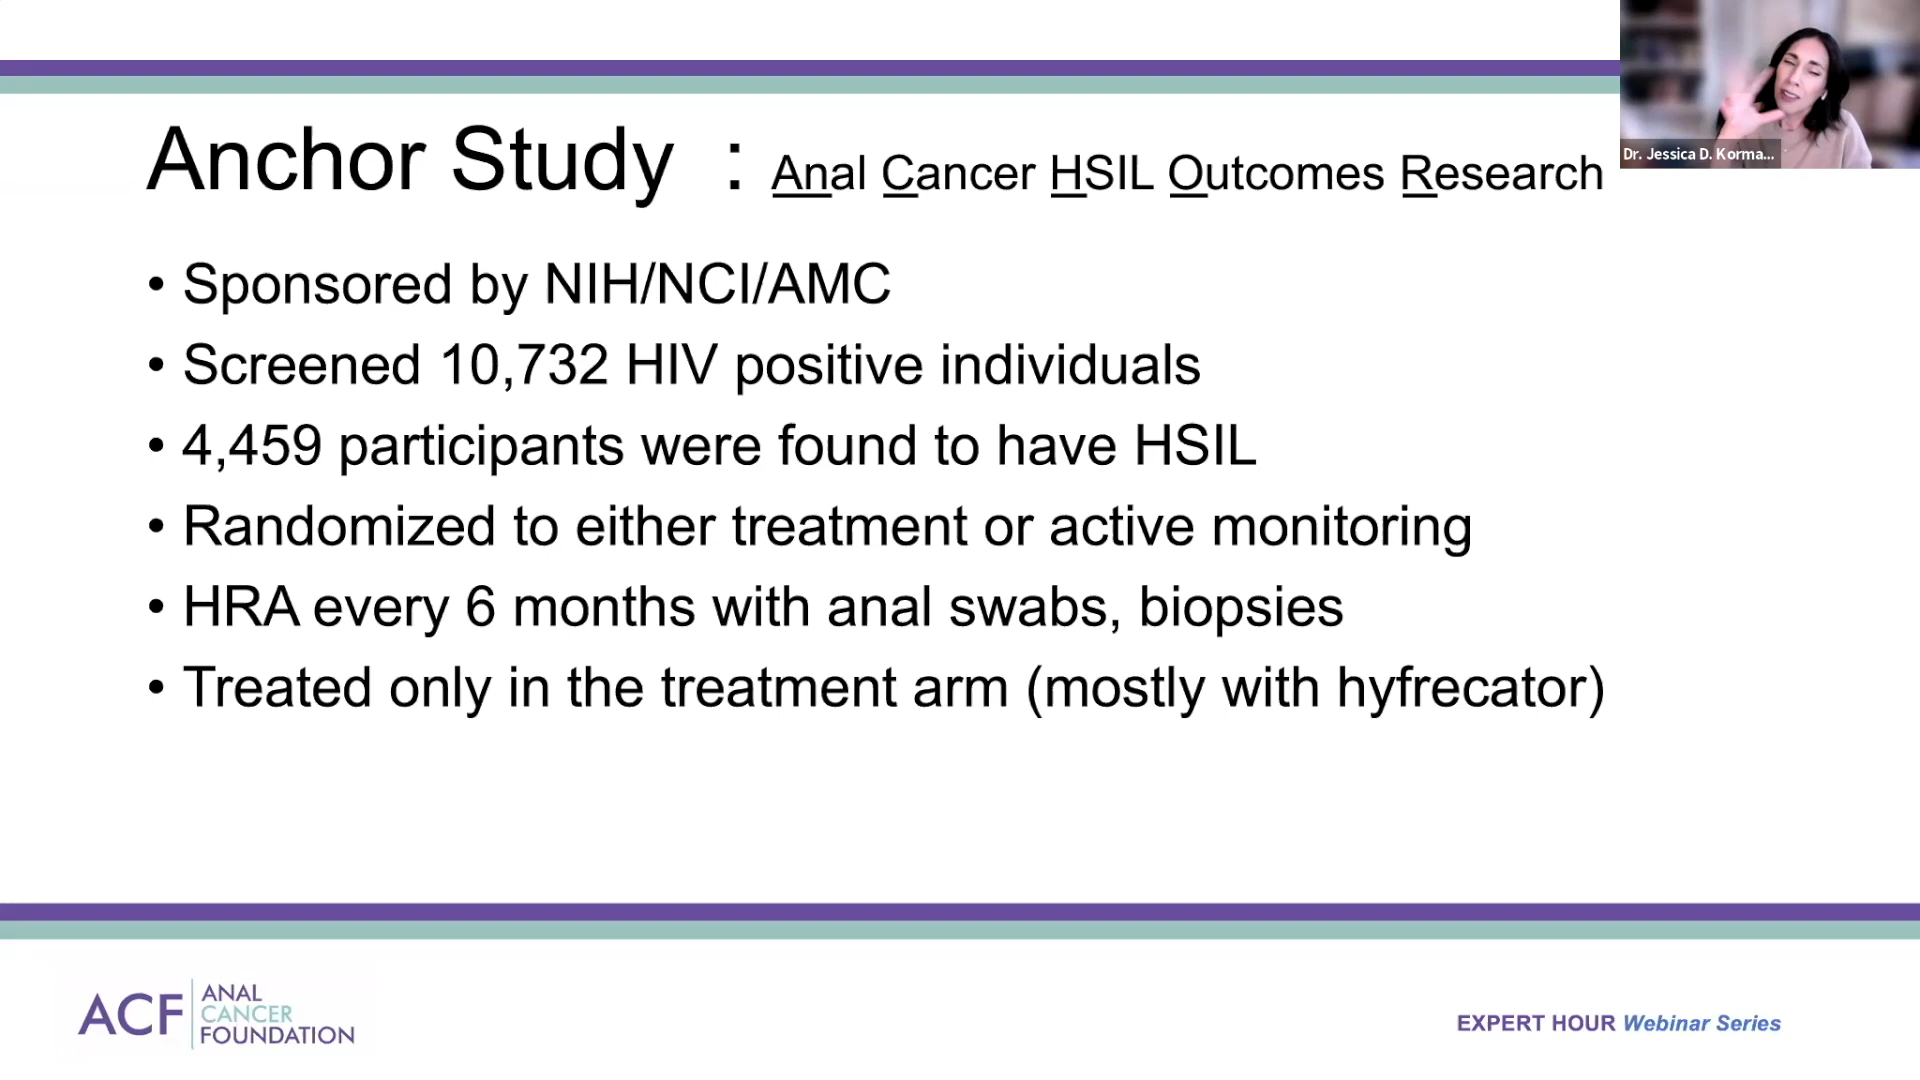 Anchor Study : Anal Cancer HSIL Outcomes Research
Dr. Jessica D. Korma...
• Sponsored by NIH/NCI/AMC
• Screened 10,732 HIV positive individuals
• 4,459 participants were found to have HSIL
• Randomized to either treatment or active monitoring
• HRA every 6 months with anal swabs, biopsies
• Treated only in the treatment arm (mostly with hyfrecator)
ACF
ANAL
CANCER
FOUNDATION
EXPERT HOUR Webinar Series